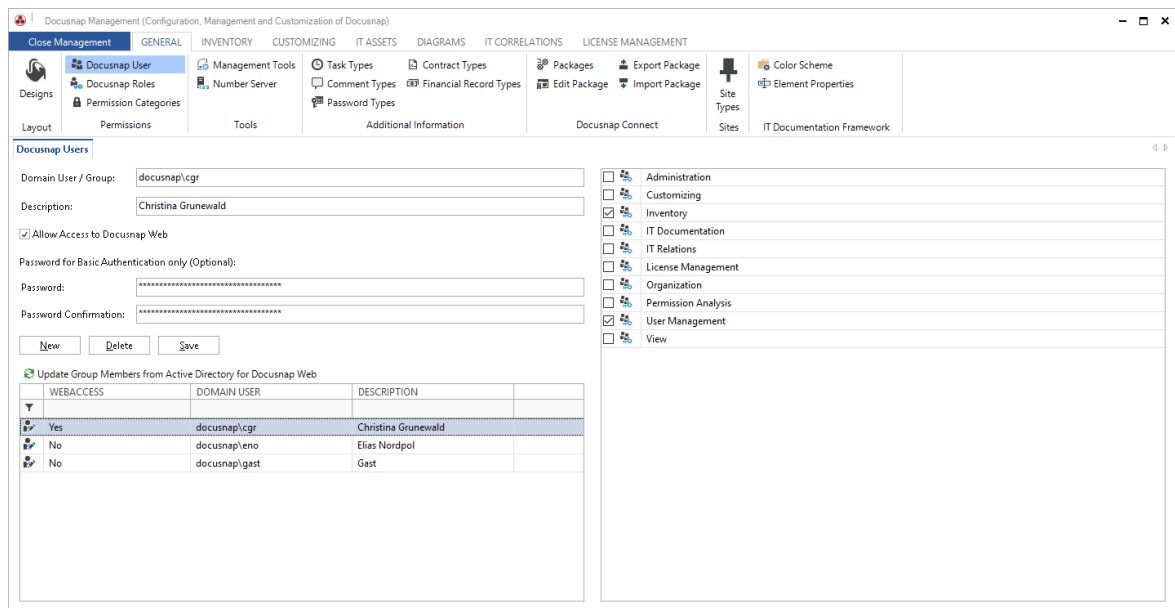 Docusnap Management (Configuration, Management and Customization of Docusnap)
Close Management GENERAL INVENTORY CUSTOMIZING IT ASSETS DIAGRAMS IT CORRELATIONS LICENSE MANAGEMENT
Designs
Layout
Docusnap User
Docusnap Roles
Permission Categories
Permissions
Management Tools
Number Server
Tools
Task Types
Comment Types
Password Types
Contract Types
Financial Record Types
Additional Information
Packages
Edit Package
Export Package
Import Package
Docusnap Connect
Site
Types
Sites
Color Scheme
Element Properties
IT Documentation Framework
Docusnap Users
Domain User / Group: docusnap\cgr
Description: Christina Grunewald
Allow Access to Docusnap Web
Password for Basic Authentication only (Optional):
Password: **********************************
Password Confirmation: **********************************
New Delete Save
Update Group Members from Active Directory for Docusnap Web
WEBACCESS DOMAIN USER DESCRIPTION
Yes docusnap\cgr Christina Grunewald
No docusnap\eno Elias Nordpol
No docusnap\gast Gast
Administration
Customizing
Inventory
IT Documentation
IT Relations
License Management
Organization
Permission Analysis
User Management
View